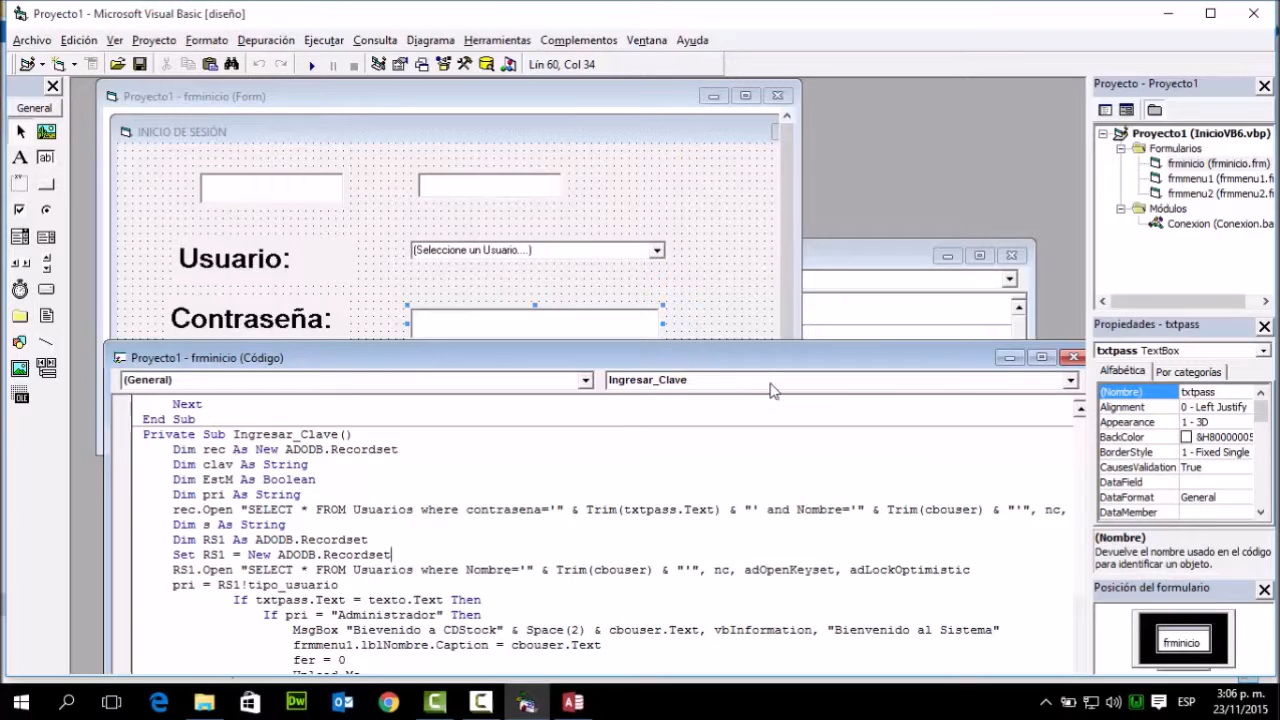 Proyecto1 - Microsoft Visual Basic [diseño]
Archivo Edición Ver Proyecto Formato Depuración Ejecutar Consulta Diagrama Herramientas Complementos Ventana Ayuda
Lín 60, Col 34
General
A
ab|
OLE
Proyecto1 - frminicio (Form)
INICIO DE SESIÓN
Usuario:
(Seleccione un Usuario....)
Contraseña:
Proyecto1 - frminicio (Código)
(General)
Ingresar_Clave
Next
End Sub
Private Sub Ingresar_Clave()
Dim rec As New ADODB.Recordset
Dim clav As String
Dim EstM As Boolean
Dim pri As String
rec.Open "SELECT * FROM Usuarios where contrasena='" & Trim(txtpass.Text) & "' and Nombre='" & Trim(cbouser) & "'", nc,
Dim s As String
Dim RS1 As ADODB.Recordset
Set RS1 = New ADODB.Recordset
RS1.Open "SELECT * FROM Usuarios where Nombre='" & Trim(cbouser) & "'", nc, adOpenKeyset, adLockOptimistic
pri = RS1!tipo_usuario
If txtpass.Text = texto.Text Then
If pri = "Administrador" Then
MsgBox "Bievenido a CDStock" & Space(2) & cbouser.Text, vbInformation, "Bienvenido al Sistema"
frmmenu1.lblNombre.Caption = cbouser.Text
fer = 0
Proyecto - Proyecto1
Proyecto1 (InicioVB6.vbp)
Formularios
frminicio (frminicio.frm)
frmmenu1 (frmmenu1.f
frmmenu2 (frmmenu2.f
Módulos
Conexion (Conexion.ba
Propiedades - txtpass
txtpass TextBox
Alfabética Por categorías
(Nombre) txtpass
Alignment 0 - Left Justify
Appearance 1 - 3D
BackColor &H80000005
BorderStyle 1 - Fixed Single
CausesValidation True
DataField
DataFormat General
DataMember
(Nombre)
Devuelve el nombre usado en el código
para identificar un objeto.
Posición del formulario
frminicio
Dw
ESP
3:06 p. m.
23/11/2015